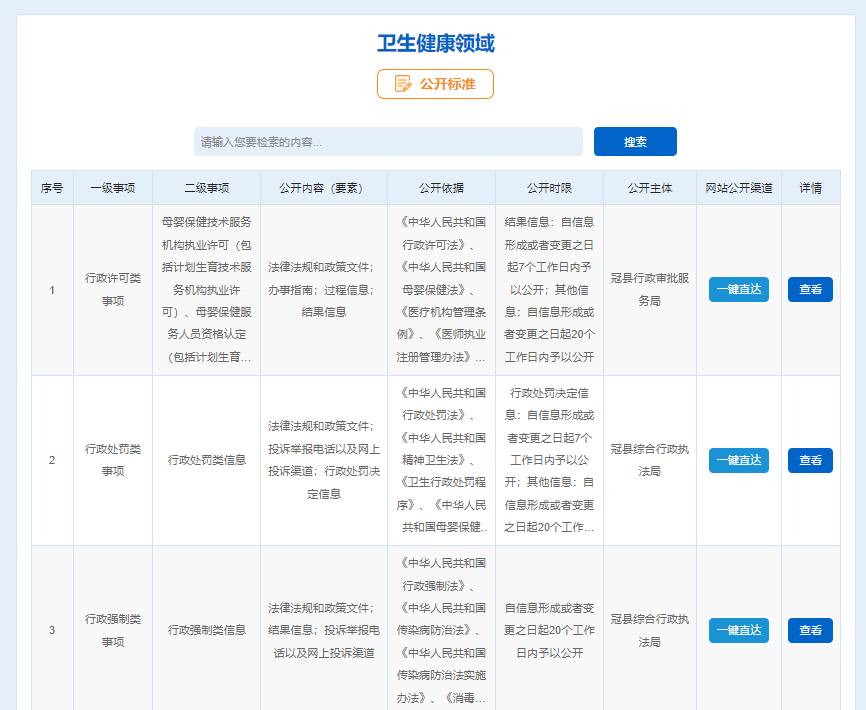 卫生健康领域
公开标准
请输入您要检索的内容...
搜索
序号 一级事项 二级事项 公开内容（要素） 公开依据 公开时限 公开主体 网站公开渠道 详情
1
行政许可类
事项
母婴保健技术服务
机构执业许可（包
括计划生育技术服
务机构执业许
可）、母婴保健服
务人员资格认定
（包括计划生育...
法律法规和政策文件；
办事指南；过程信息；
结果信息
《中华人民共和国
行政许可法》、
《中华人民共和国
母婴保健法》、
《医疗机构管理条
例》、《医师执业
注册管理办法》...
结果信息：自信息
形成或者变更之日
起7个工作日内予
以公开；其他信
息：自信息形成或
者变更之日起20个
工作日内予以公开
冠县行政审批服
务局
一键直达
查看
2
行政处罚类
事项
行政处罚类信息
法律法规和政策文件；
投诉举报电话以及网上
投诉渠道；行政处罚决
定信息
《中华人民共和国
行政处罚法》、
《中华人民共和国
精神卫生法》、
《卫生行政处罚程
序》、《中华人民
共和国母婴保健..
行政处罚决定信
息：自信息形成或
者变更之日起7个
工作日内予以公
开；其他信息：自
信息形成或者变更
之日起20个工作...
冠县综合行政执
法局
一键直达
查看
3
行政强制类
事项
行政强制类信息
法律法规和政策文件；
结果信息；投诉举报电
话以及网上投诉渠道
《中华人民共和国
行政强制法》、
《中华人民共和国
传染病防治法》、
《中华人民共和国
传染病防治法实施
办法》、《消毒...
自信息形成或者变
更之日起20个工作
日内予以公开
冠县综合行政执
法局
一键直达
查看